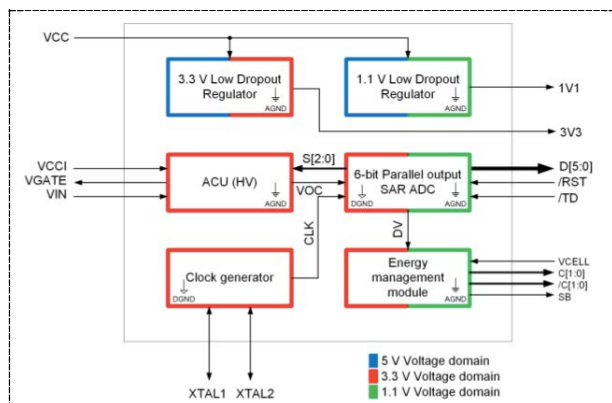 VCC
3.3 V Low Dropout
Regulator
AGND
1.1 V Low Dropout
Regulator
AGND
1V1
3V3
VCCI
VGATE
VIN
ACU (HV)
AGND
S[2:0]
VOC
6-bit Parallel output
SAR ADC
DGND
AGND
D[5:0]
/RST
/TD
CLK
DV
Clock generator
DGND
Energy
management
module
AGND
VCELL
C[1:0]
/C[1:0]
SB
XTAL1
XTAL2
5 V Voltage domain
3.3 V Voltage domain
1.1 V Voltage domain